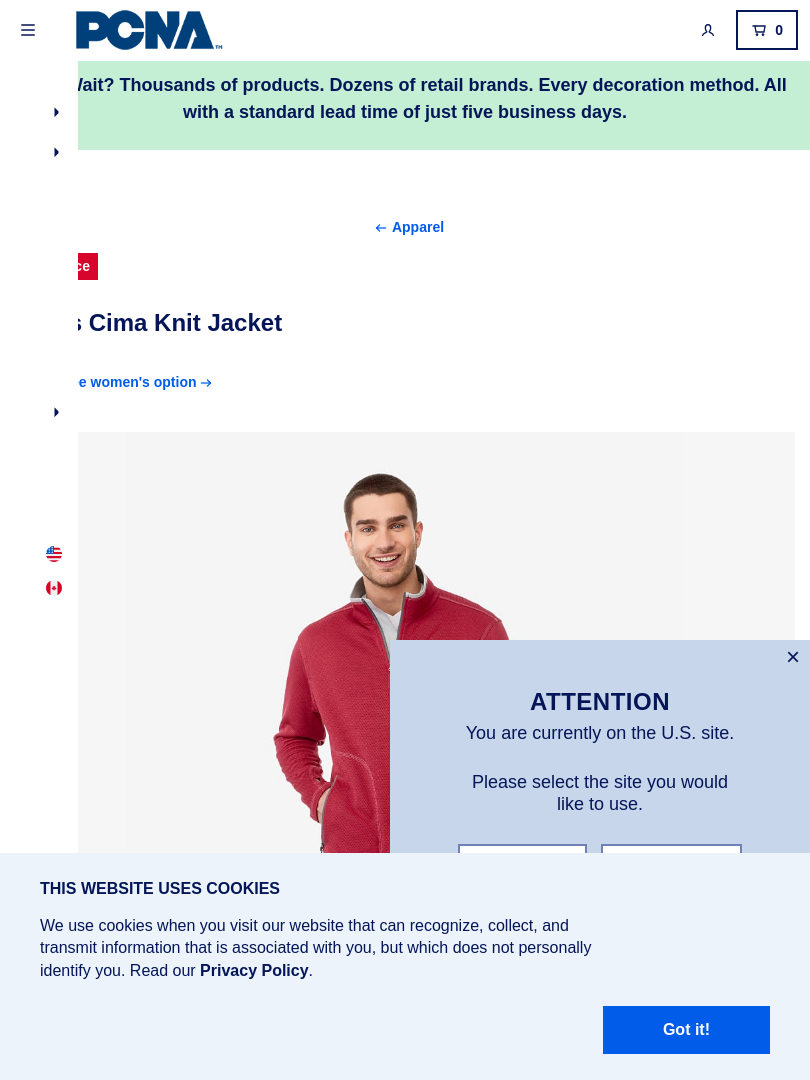 PCNA™
0
Wait? Thousands of products. Dozens of retail brands. Every decoration method. All
with a standard lead time of just five business days.
← Apparel
Cima Knit Jacket
women's option →
×
ATTENTION
You are currently on the U.S. site.
Please select the site you would
like to use.
THIS WEBSITE USES COOKIES
We use cookies when you visit our website that can recognize, collect, and
transmit information that is associated with you, but which does not personally
identify you. Read our Privacy Policy.
Got it!